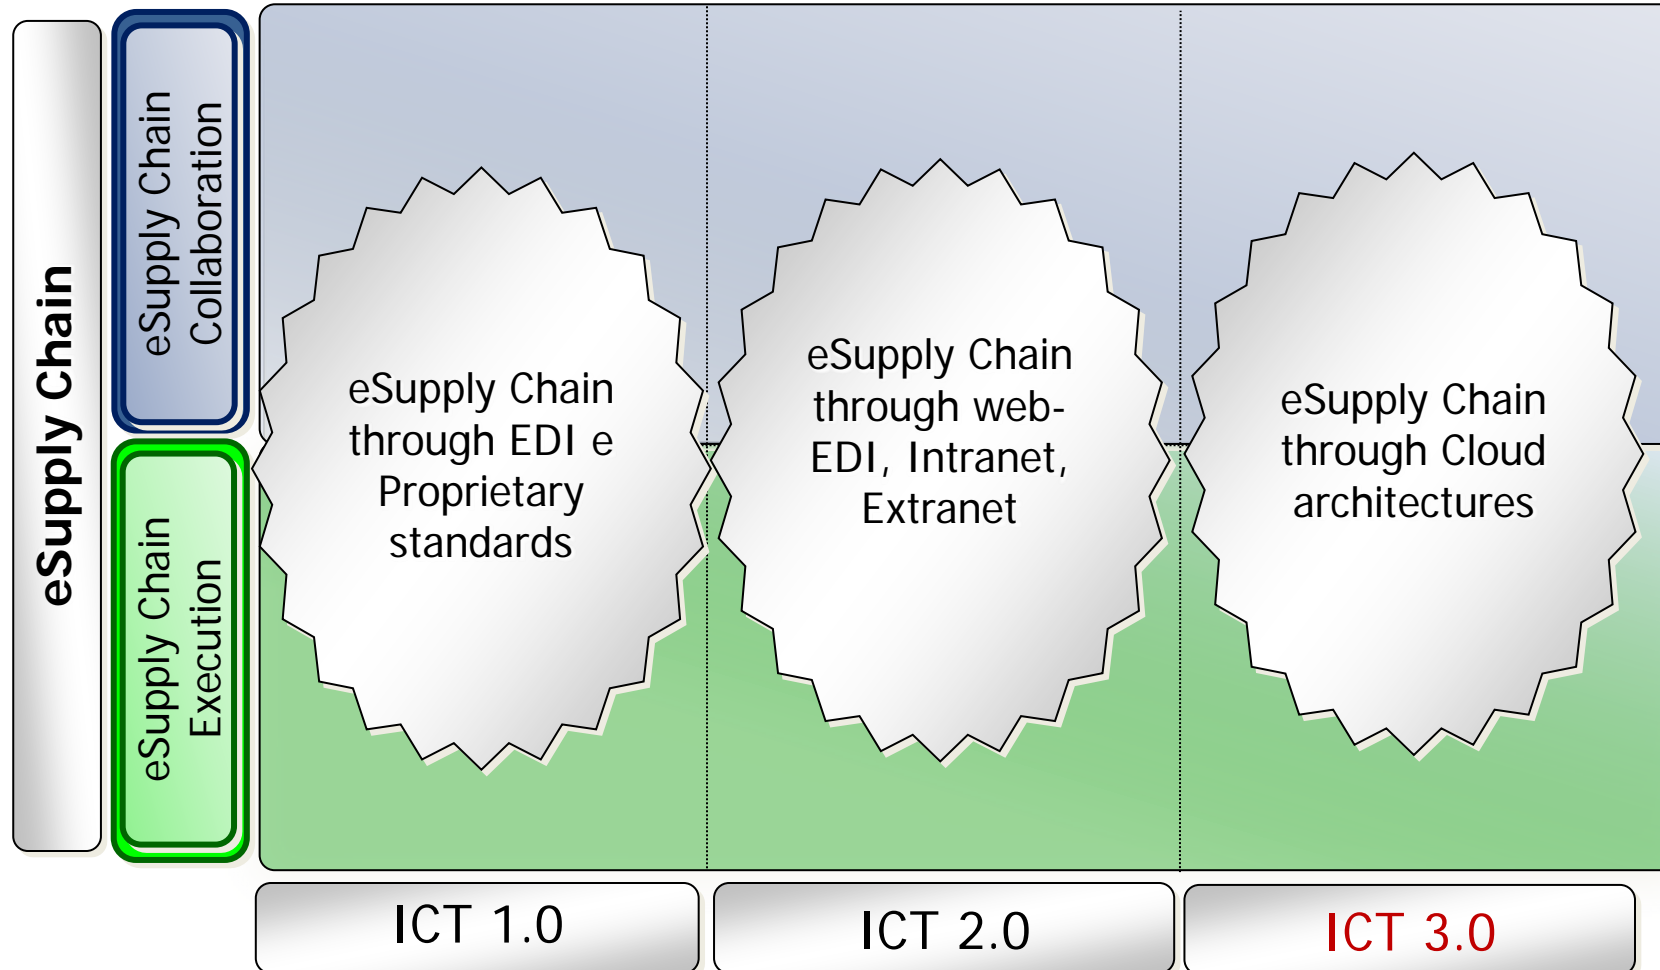 eSupply Chain
eSupply Chain
Collaboration
eSupply Chain
Execution
eSupply Chain
through EDI e
Proprietary
standards
eSupply Chain
through web-
EDI, Intranet,
Extranet
eSupply Chain
through Cloud
architectures
ICT 1.0
ICT 2.0
ICT 3.0